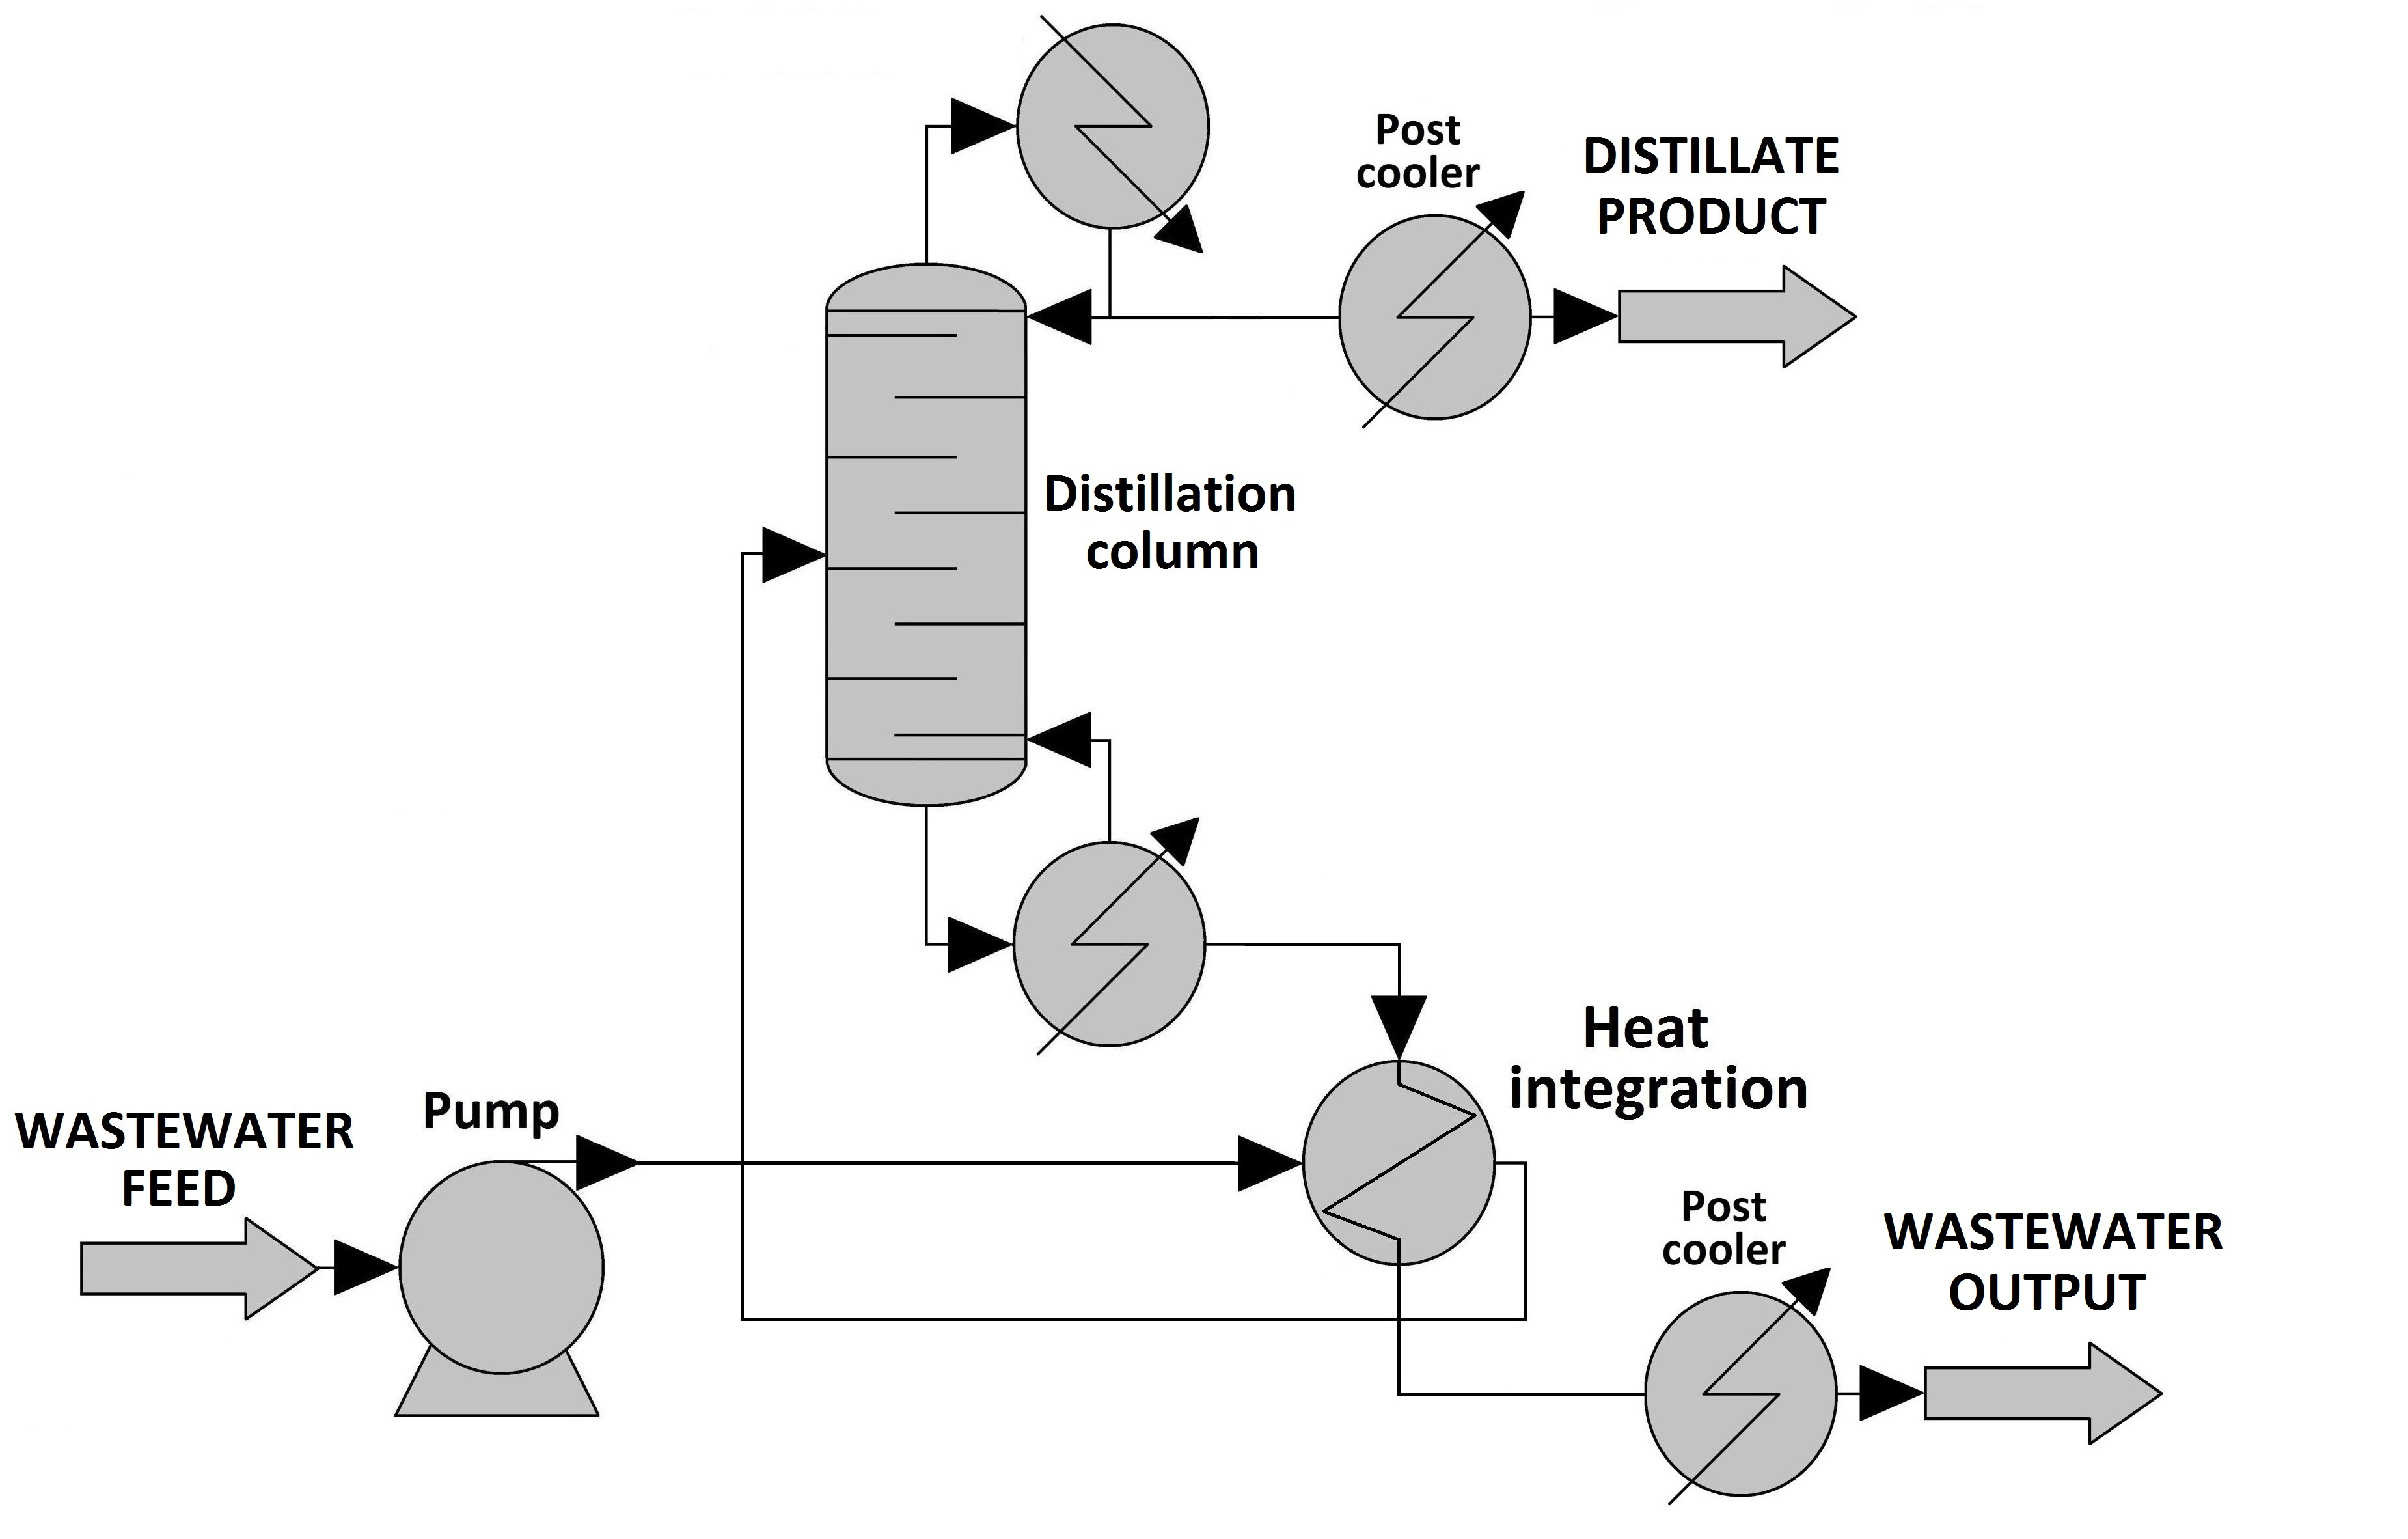 Post
cooler
DISTILLATE
PRODUCT
Distillation
column
Heat
integration
Pump
WASTEWATER
FEED
Post
cooler
WASTEWATER
OUTPUT